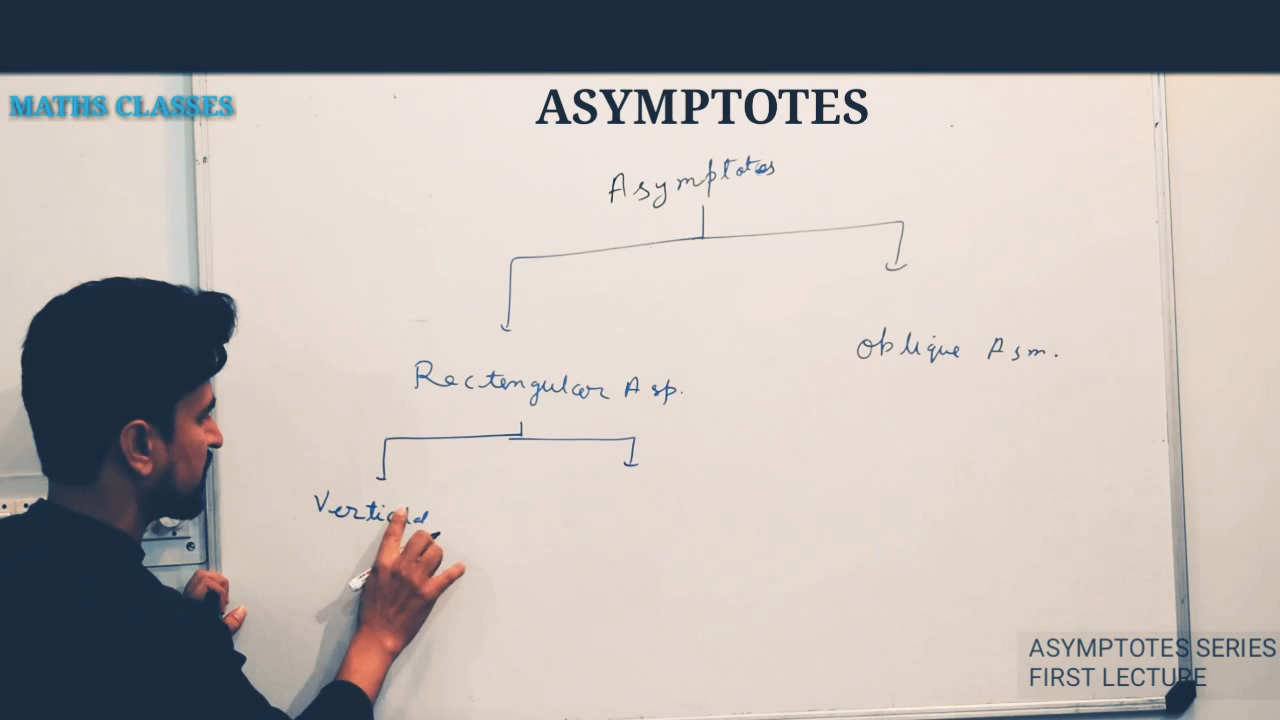 MATHS CLASSES
ASYMPTOTES
Asymptotes
Oblique Asm.
Rectengular Asp.
Vertical
ASYMPTOTES SERIES
FIRST LECTURE